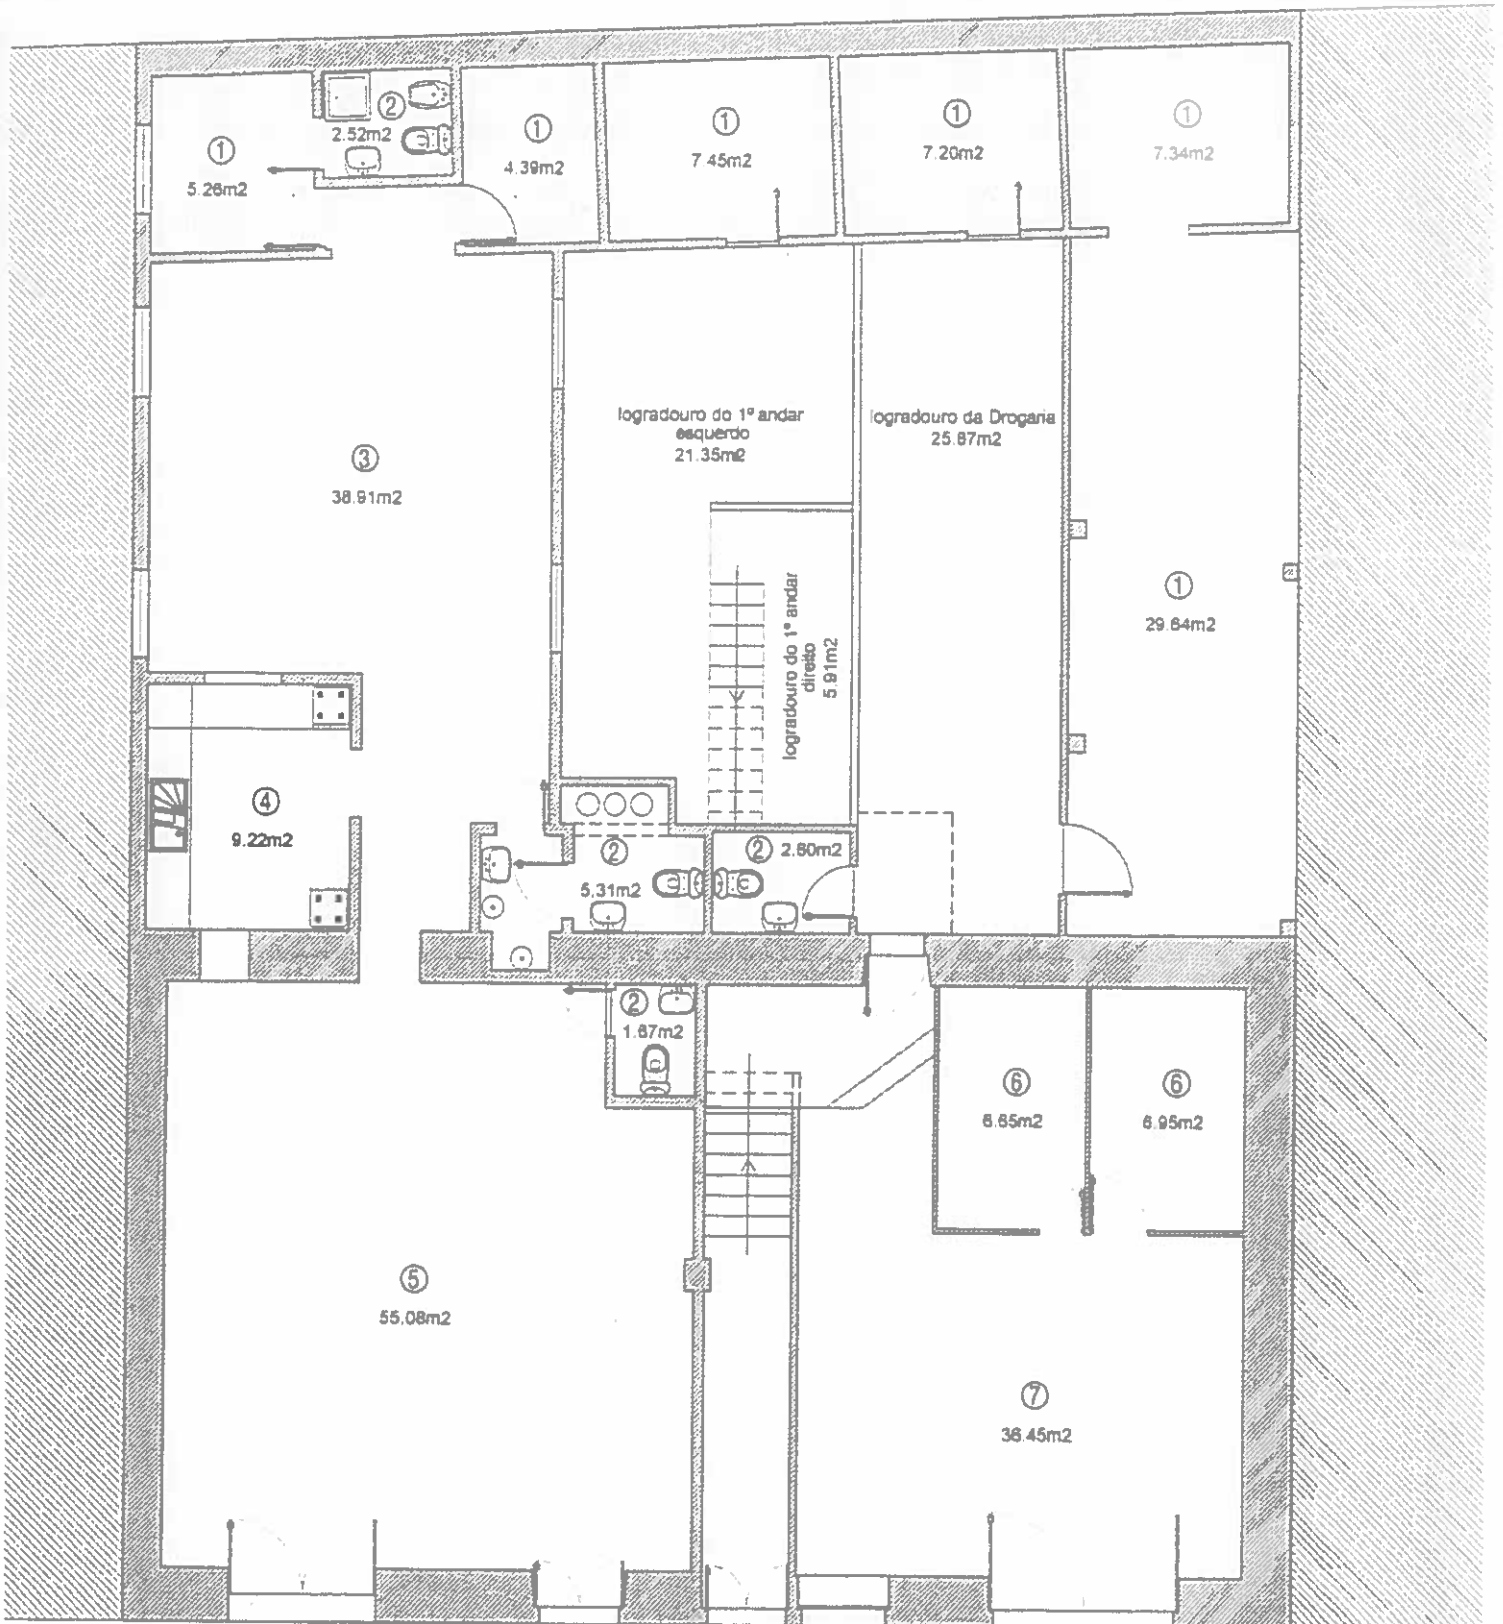 ②
2.52m2
①
5.26m2
①
4.39m2
①
7.45m2
①
7.20m2
①
7.34m2
③
38.91m2
logradouro do 1º andar
esquerdo
21.35m2
logradouro da Drogaria
25.87m2
logradouro do 1º andar
direito
5.91m2
①
29.64m2
④
9.22m2
②
5.31m2
② 2.60m2
②
1.67m2
⑥
6.65m2
⑥
6.95m2
⑤
55.08m2
⑦
36.45m2